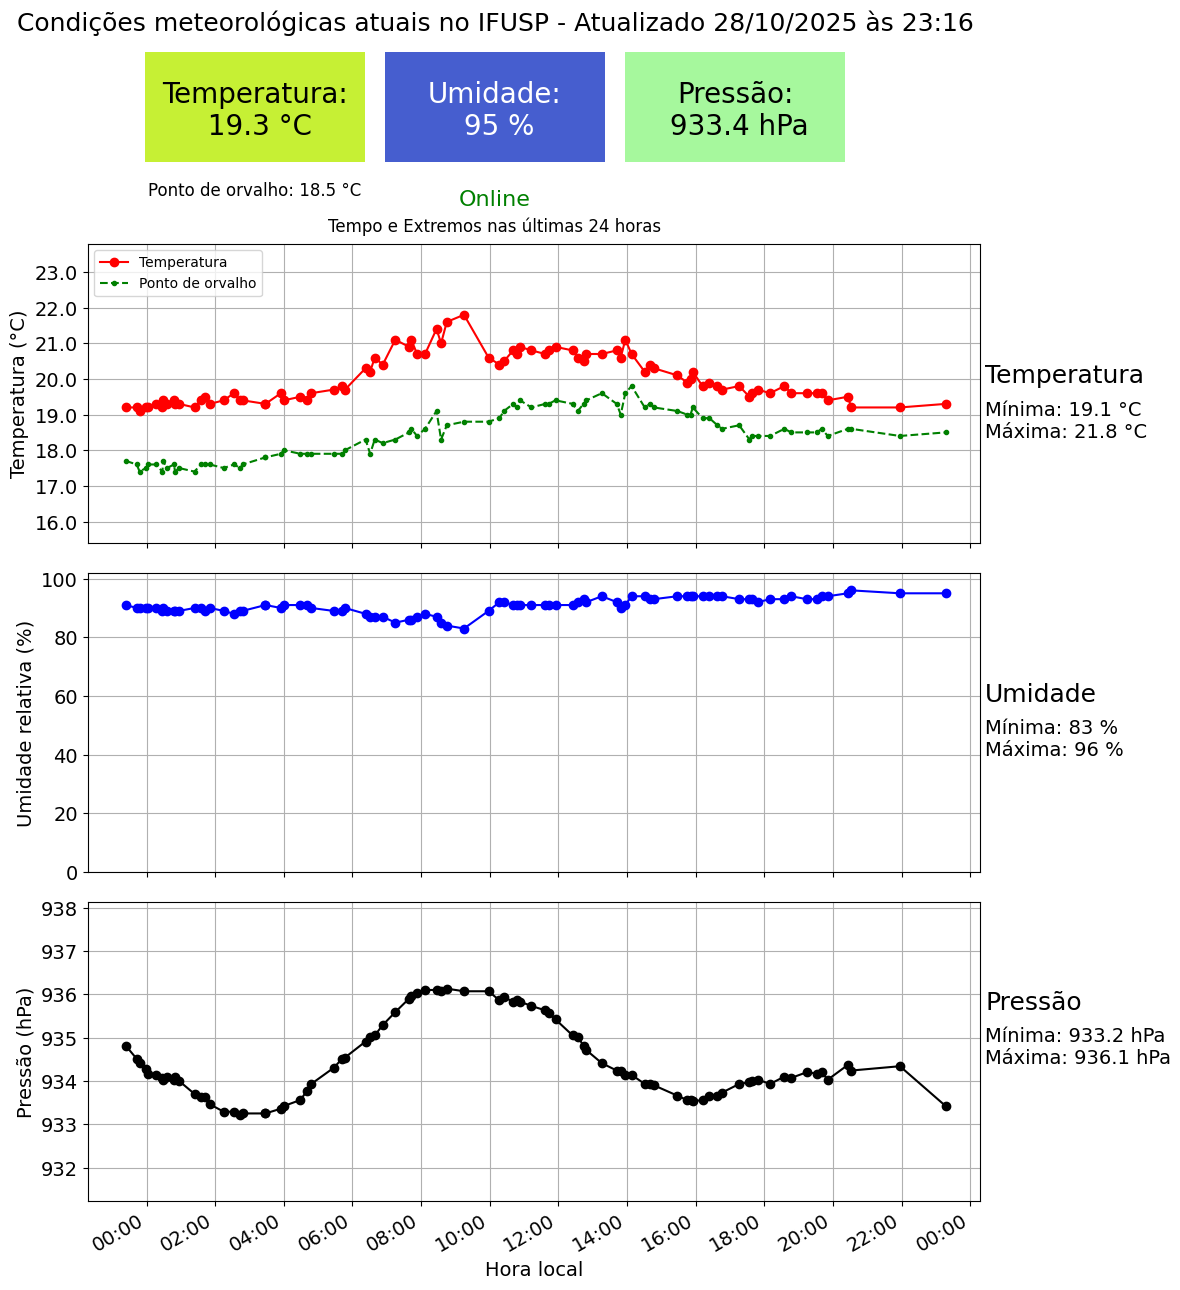 Condições meteorológicas atuais no IFUSP - Atualizado 28/10/2025 às 23:16
Temperatura:
19.3 °C
Umidade:
95 %
Pressão:
933.4 hPa
Ponto de orvalho: 18.5 °C
Online
Tempo e Extremos nas últimas 24 horas
Temperatura
Ponto de orvalho
Temperatura (°C)
23.0
22.0
21.0
20.0
19.0
18.0
17.0
16.0
Temperatura
Mínima: 19.1 °C
Máxima: 21.8 °C
Umidade relativa (%)
100
80
60
40
20
0
Umidade
Mínima: 83 %
Máxima: 96 %
Pressão (hPa)
938
937
936
935
934
933
932
Pressão
Mínima: 933.2 hPa
Máxima: 936.1 hPa
00:00 02:00 04:00 06:00 08:00 10:00 12:00 14:00 16:00 18:00 20:00 22:00 00:00
Hora local